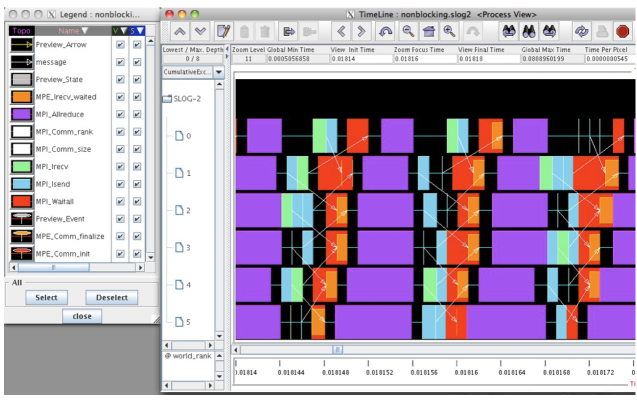 Legend : nonblocki...
Topo Name V S
Preview_Arrow
message
Preview_State
MPE_Irecv_waited
MPI_Allreduce
MPI_Comm_rank
MPI_Comm_size
MPI_Irecv
MPI_Isend
MPI_Waitall
Preview_Event
MPE_Comm_finalize
MPE_Comm_init
All
Select Deselect
close
TimeLine : nonblocking.slog2 <Process View>
Lowest / Max. Depth Zoom Level Global Min Time View Init Time Zoom Focus Time View Final Time Global Max Time Time Per Pixel
0 / 0 11 0.0005056858 0.01814 0.01816 0.01818 0.0000960199 0.0000000545
CumulativeExc...
SLOG-2
0
1
2
3
4
5
@ world_rank
0.018144 0.018148 0.018152 0.018156 0.01816 0.018164 0.018168 0.018172